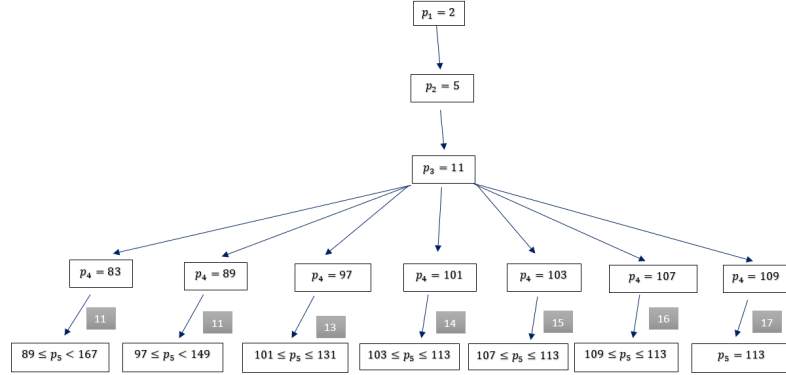 p₁ = 2
p₂ = 5
p₃ = 11
p₄ = 83
p₄ = 89
p₄ = 97
p₄ = 101
p₄ = 103
p₄ = 107
p₄ = 109
11
11
13
14
15
16
17
89 ≤ p₅ < 167
97 ≤ p₅ < 149
101 ≤ p₅ ≤ 131
103 ≤ p₅ ≤ 113
107 ≤ p₅ ≤ 113
109 ≤ p₅ ≤ 113
p₅ = 113